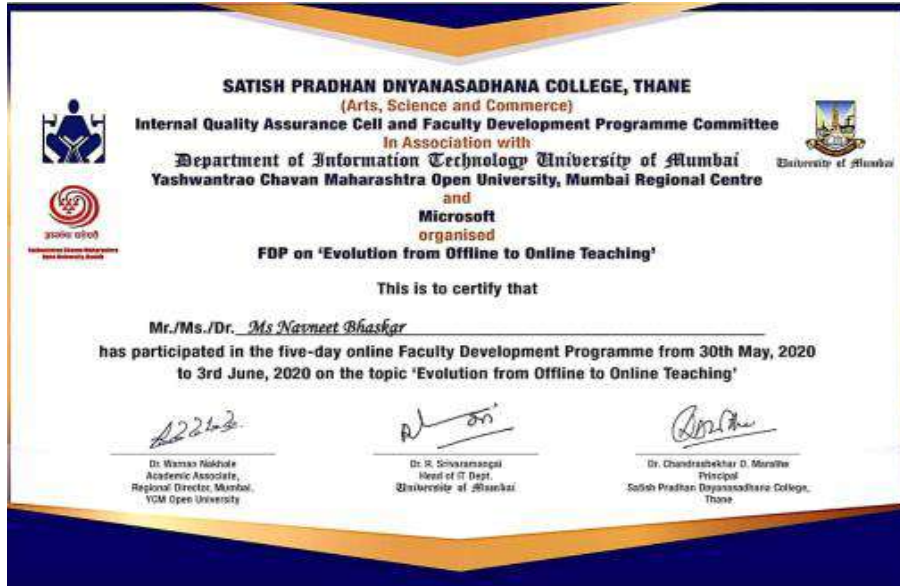 SATISH PRADHAN DNYANASADHANA COLLEGE, THANE
(Arts, Science and Commerce)
Internal Quality Assurance Cell and Faculty Development Programme Committee
In Association with
Department of Information Technology University of Mumbai
University of Mumbai
Yashwantrao Chavan Maharashtra Open University, Mumbai Regional Centre
and
Microsoft
organised
FDP on 'Evolution from Offline to Online Teaching'
This is to certify that
Mr./Ms./Dr. Ms Navneet Bhaskar
has participated in the five-day online Faculty Development Programme from 30th May, 2020
to 3rd June, 2020 on the topic 'Evolution from Offline to Online Teaching'
Dr. Waman Nakhale
Academic Associate,
Regional Director, Mumbai,
YCM Open University
Dr. R. Srivaramangai
Head of IT Dept.
University of Mumbai
Dr. Chandrashekhar D. Marathe
Principal
Satish Pradhan Dnyanasadhana College,
Thane